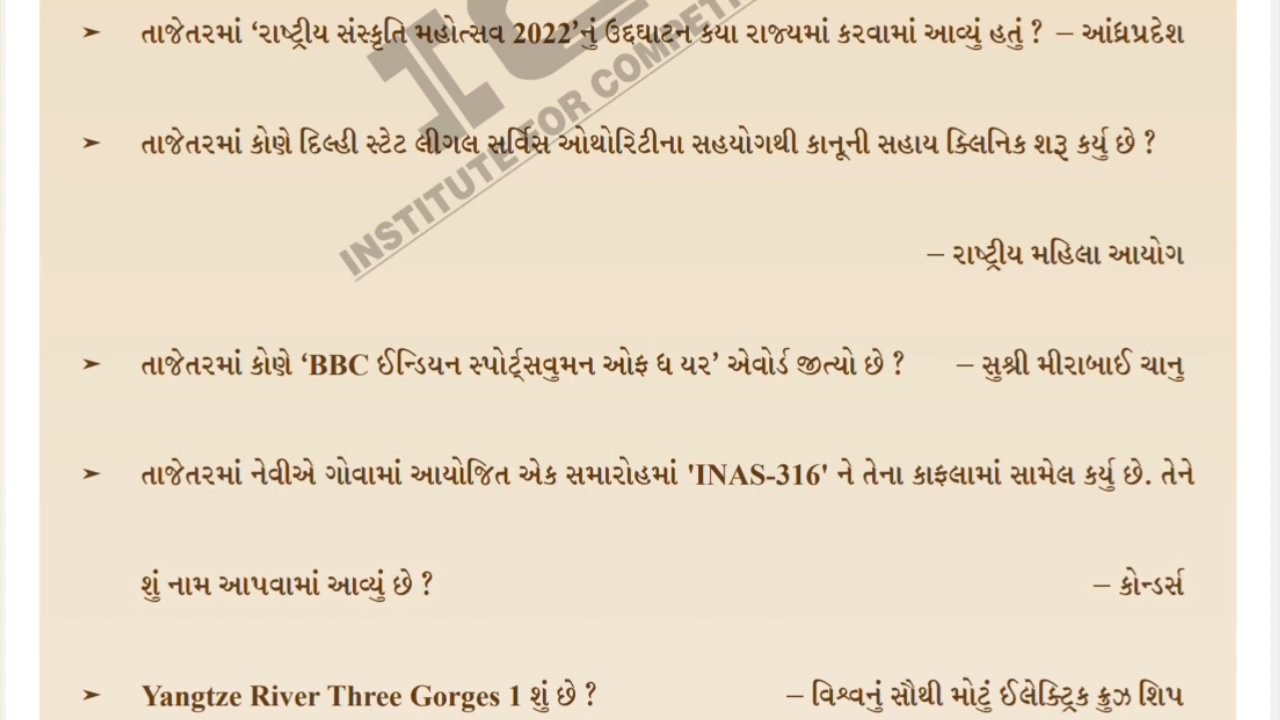 ➤ તાજેતરમાં ‘રાષ્ટ્રીય સંસ્કૃતિ મહોત્સવ 2022’નું ઉદ્દઘાટન કયા રાજ્યમાં કરવામાં આવ્યું હતું ? – આંધ્રપ્રદેશ
➤ તાજેતરમાં કોણે દિલ્હી સ્ટેટ લીગલ સર્વિસ ઓથોરિટીના સહયોગથી કાનૂની સહાય ક્લિનિક શરૂ કર્યુ છે ?
– રાષ્ટ્રીય મહિલા આયોગ
➤ તાજેતરમાં કોણે ‘BBC ઈન્ડિયન સ્પોર્ટ્સવુમન ઓફ ધ યર’ એવોર્ડ જીત્યો છે ? – સુશ્રી મીરાબાઈ ચાનુ
➤ તાજેતરમાં નેવીએ ગોવામાં આયોજિત એક સમારોહમાં 'INAS-316' ને તેના કાફલામાં સામેલ કર્યુ છે. તેને
શું નામ આપવામાં આવ્યું છે ? – કોન્ડર્સ
➤ Yangtze River Three Gorges 1 શું છે ? – વિશ્વનું સૌથી મોટું ઈલેક્ટ્રિક ક્રુઝ શિપ
INSTITUTE FOR